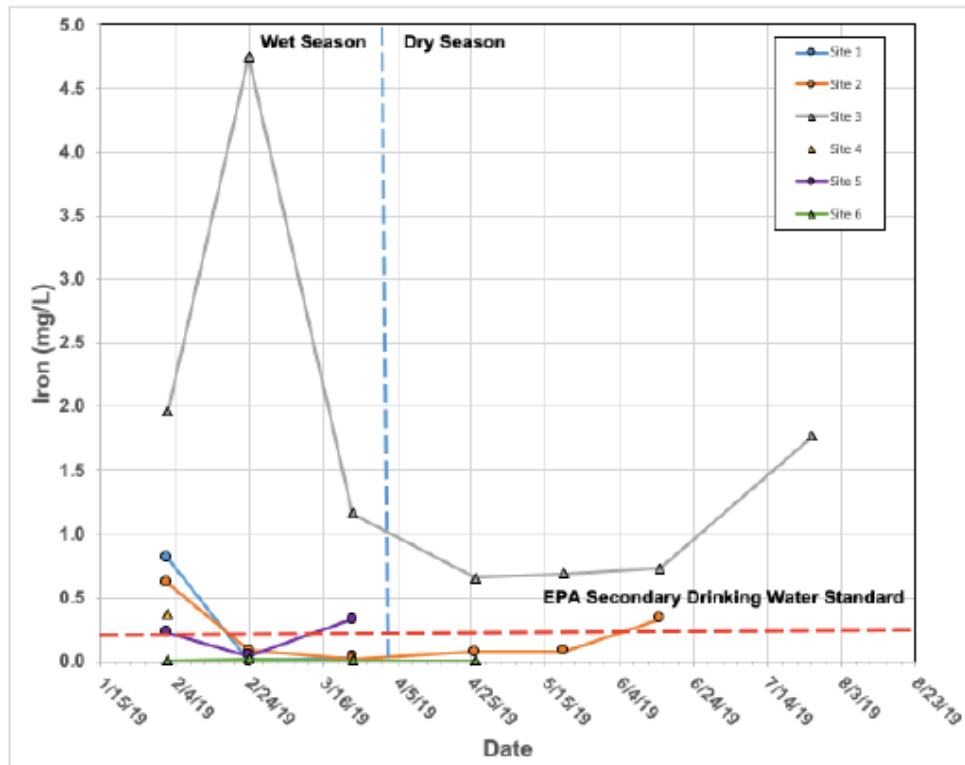 5.0
Wet Season
Dry Season
Site 1
Site 2
Site 3
Site 4
Site 5
Site 6
4.5
4.0
3.5
3.0
2.5
2.0
1.5
1.0
0.5
0.0
Iron (mg/L)
EPA Secondary Drinking Water Standard
1/15/19
2/4/19
2/24/19
3/16/19
4/5/19
4/25/19
5/15/19
6/4/19
6/24/19
7/14/19
8/3/19
8/23/19
Date